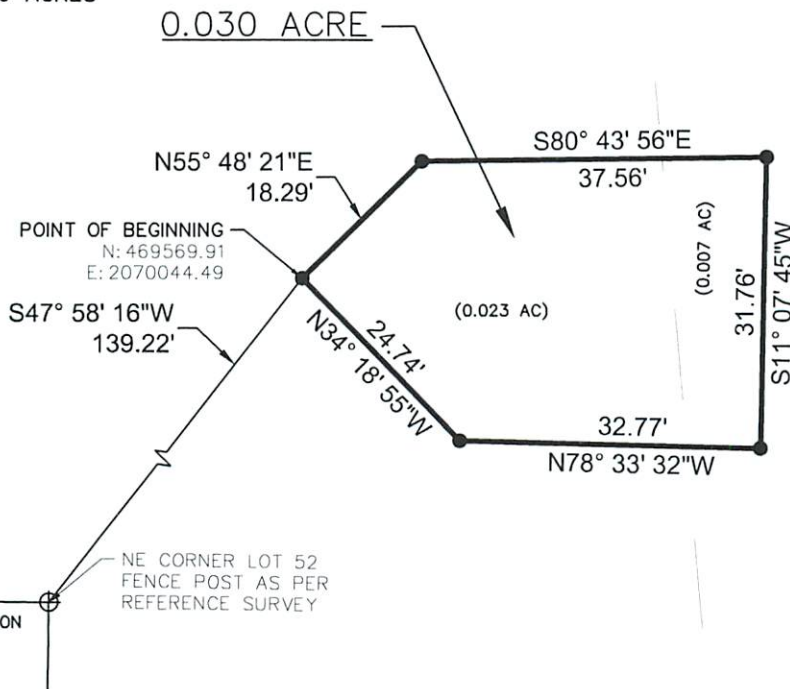 0.030 ACRE
N55° 48' 21"E
18.29'
S80° 43' 56"E
37.56'
POINT OF BEGINNING
N: 469569.91
E: 2070044.49
(0.007 AC)
31.76'
S11° 07' 45"W
S47° 58' 16"W
139.22'
(0.023 AC)
24.74'
N34° 18' 55"W
32.77'
N78° 33' 32"W
NE CORNER LOT 52
FENCE POST AS PER
REFERENCE SURVEY
ON